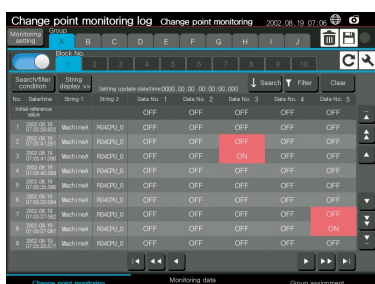 Change point monitoring log Change point monitoring 2002.08.19 07:06
Monitoring setting Group
A B C D E F G H I J
Block No.
1 2 3 4 5 6 7 8 9 10
Search/filter condition String display >> Setting update date/time:0000.00.00 00:00:00.000 Search Filter Clear
No. Date/time String 1 String 2 Data No. 1 Data No. 2 Data No. 3 Data No. 4 Data No. 5
Initial reference value OFF OFF OFF OFF OFF
1 2002.08.19 MachineA R04CPU_0 OFF OFF OFF OFF OFF
2 2002.08.19 MachineA R04CPU_0 OFF OFF OFF OFF OFF
3 2002.08.19 MachineA R04CPU_0 OFF OFF ON OFF OFF
4 2002.08.19 MachineA R04CPU_0 OFF OFF OFF OFF OFF
5 2002.08.19 MachineA R04CPU_0 OFF OFF OFF OFF OFF
6 2002.08.19 MachineA R04CPU_0 OFF OFF OFF OFF OFF
7 2002.08.19 MachineA R04CPU_0 OFF OFF OFF OFF OFF
8 2002.08.19 MachineA R04CPU_0 OFF OFF OFF OFF ON
9 2002.08.19 MachineA R04CPU_0 OFF OFF OFF OFF OFF
Change point monitoring Monitoring data Group assignment